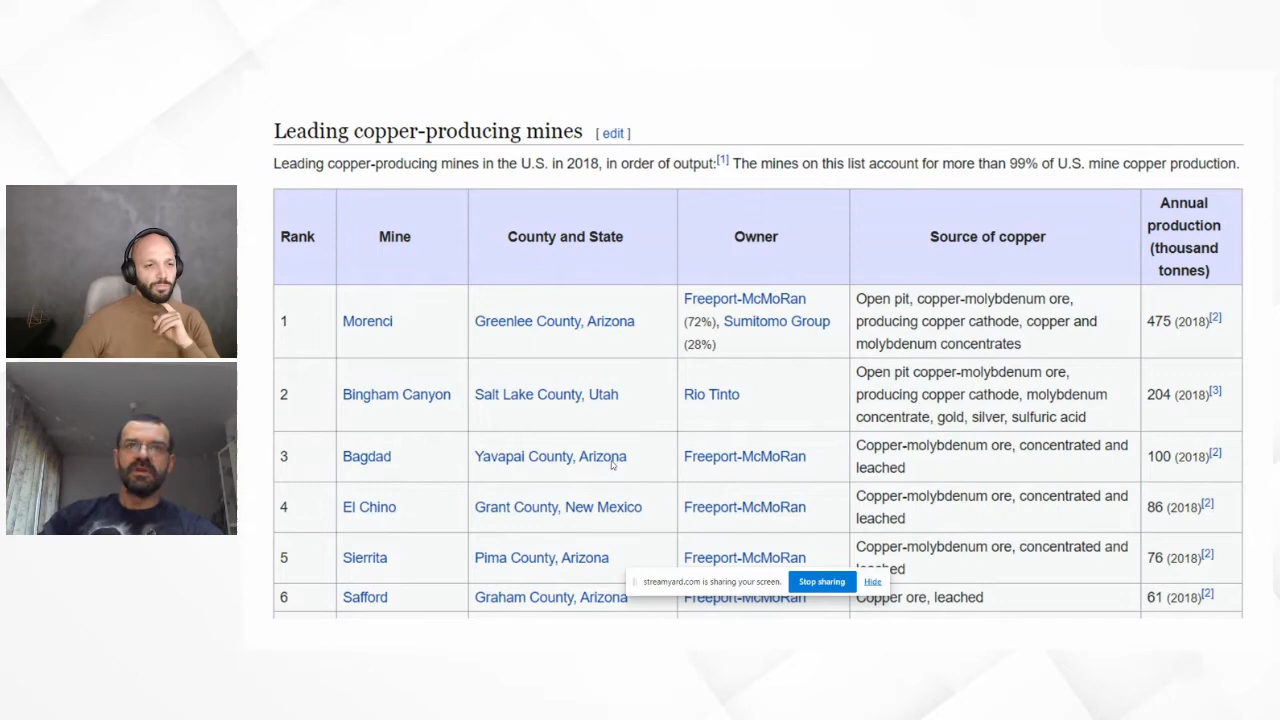 Leading copper-producing mines [ edit ]
Leading copper-producing mines in the U.S. in 2018, in order of output:[1] The mines on this list account for more than 99% of U.S. mine copper production.
Rank
Mine
County and State
Owner
Source of copper
Annual
production
(thousand
tonnes)
1
Morenci
Greenlee County, Arizona
Freeport-McMoRan
(72%), Sumitomo Group
(28%)
Open pit, copper-molybdenum ore,
producing copper cathode, copper and
molybdenum concentrates
475 (2018)[2]
2
Bingham Canyon
Salt Lake County, Utah
Rio Tinto
Open pit copper-molybdenum ore,
producing copper cathode, molybdenum
concentrate, gold, silver, sulfuric acid
204 (2018)[3]
3
Bagdad
Yavapai County, Arizona
Freeport-McMoRan
Copper-molybdenum ore, concentrated and
leached
100 (2018)[2]
4
El Chino
Grant County, New Mexico
Freeport-McMoRan
Copper-molybdenum ore, concentrated and
leached
86 (2018)[2]
5
Sierrita
Pima County, Arizona
Freeport-McMoRan
Copper-molybdenum ore, concentrated and
leached
76 (2018)[2]
streamyard.com is sharing your screen.
Stop sharing
Hide
6
Safford
Graham County, Arizona
Freeport-McMoRan
Copper ore, leached
61 (2018)[2]